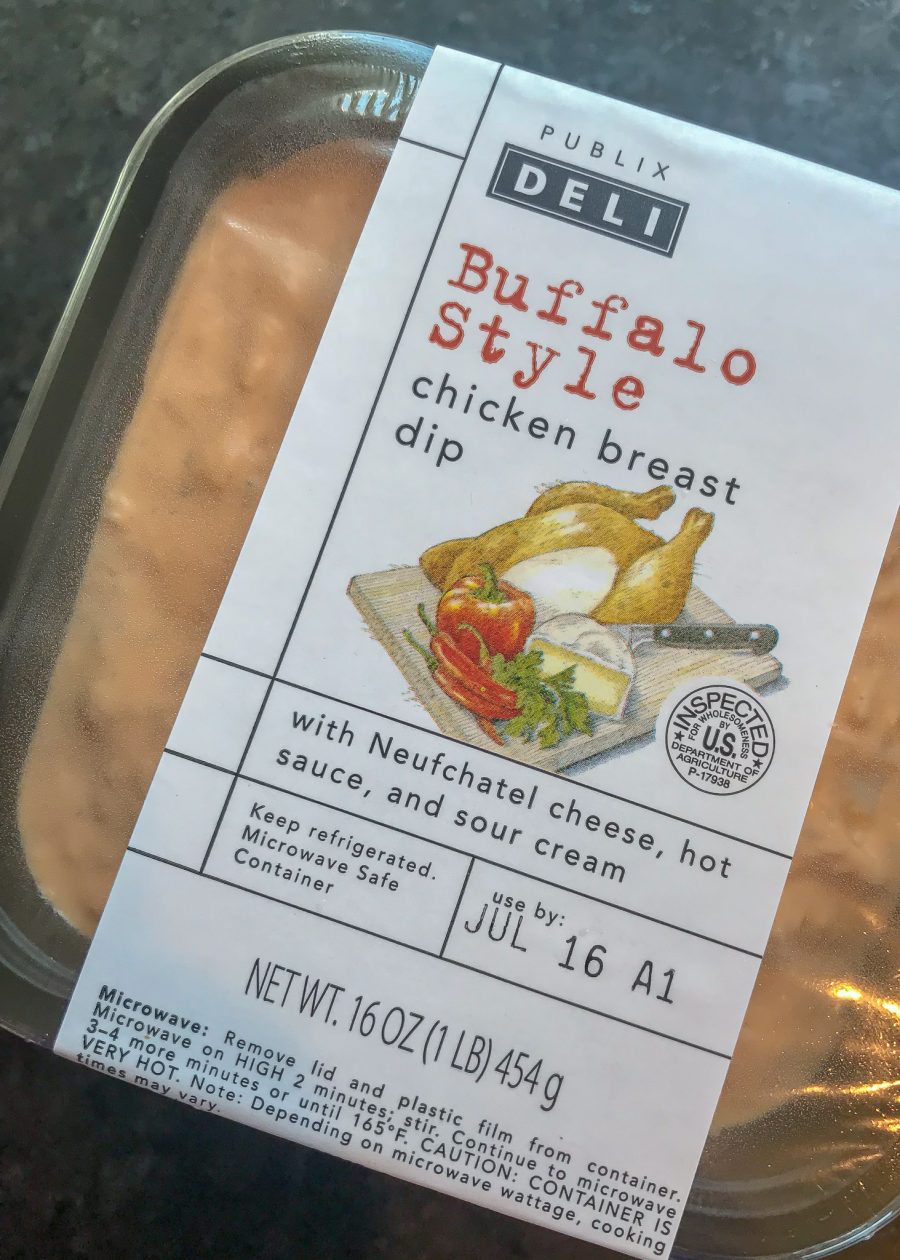 PUBLIX
DELI
Buffalo
Style
chicken breast
dip
INSPECTED
FOR WHOLESOMENESS
BY
U.S.
DEPARTMENT OF
AGRICULTURE
P-17938
with Neufchatel cheese, hot
sauce, and sour cream
Keep refrigerated.
Microwave Safe
Container
use by:
JUL 16 A1
NET WT. 16 OZ (1 LB) 454 g
Microwave: Remove lid and plastic film from container.
Microwave on HIGH 2 minutes; stir. Continue to microwave
3–4 more minutes or until 165°F. CAUTION: CONTAINER IS
VERY HOT. Note: Depending on microwave wattage, cooking
times may vary.